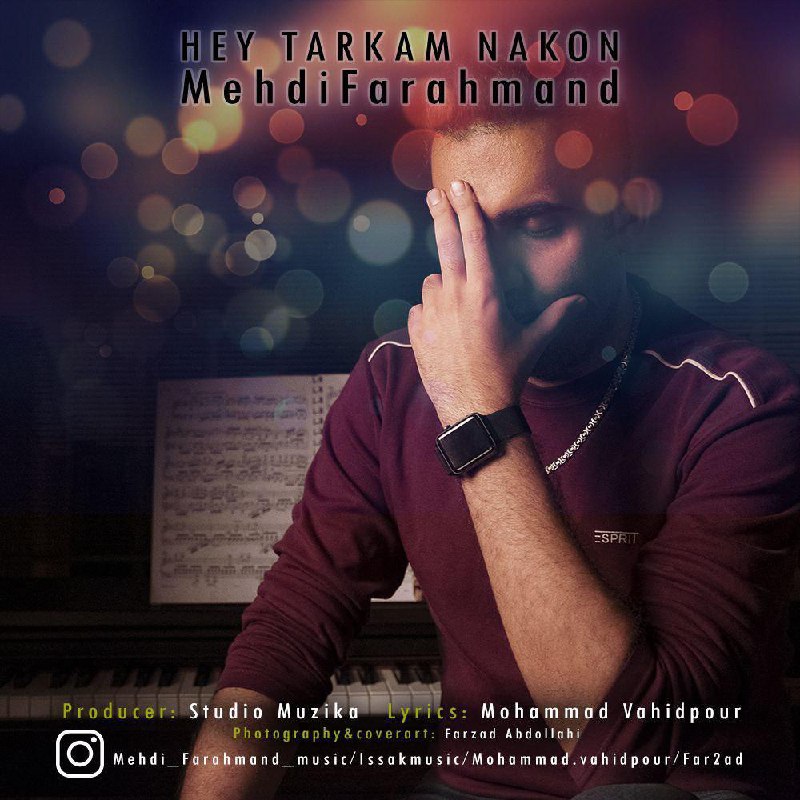 HEY TARKAM NAKON
MehdiFarahmand
ESPRIT
Producer: Studio Muzika Lyrics: Mohammad Vahidpour
Photography&coverart: Farzad Abdollahi
Mehdi_Farahmand_music/Issakmusic/Mohammad.vahidpour/Far2ad